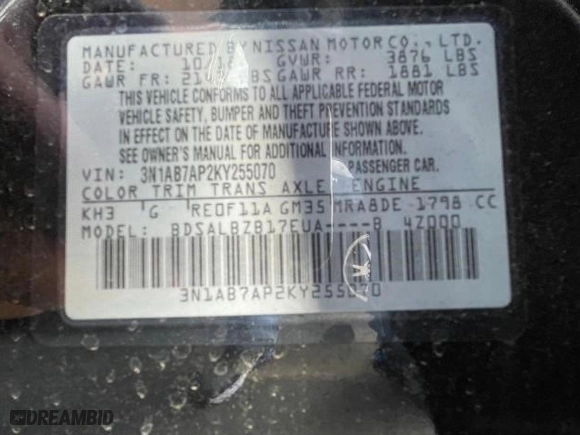 MANUFACTURED BY NISSAN MOTOR CO., LTD.
DATE: 10/18 GVWR: 3876 LBS
GAWR FR: LBS GAWR RR: 1881 LBS
THIS VEHICLE CONFORMS TO ALL APPLICABLE FEDERAL MOTOR
VEHICLE SAFETY, BUMPER AND THEFT PREVENTION STANDARDS
IN EFFECT ON THE DATE OF MANUFACTURE SHOWN ABOVE.
SEE OWNER'S MANUAL FOR ADDITIONAL INFORMATION.
VIN: 3N1AB7AP2KY255070 PASSENGER CAR.
COLOR TRIM TRANS AXLE ENGINE
KH3 G RE0F11A GM35 MRA8DE 1798 CC
MODEL: BDSALBZB17EUA----B 4Z000
3N1AB7AP2KY255070
DREAMBID